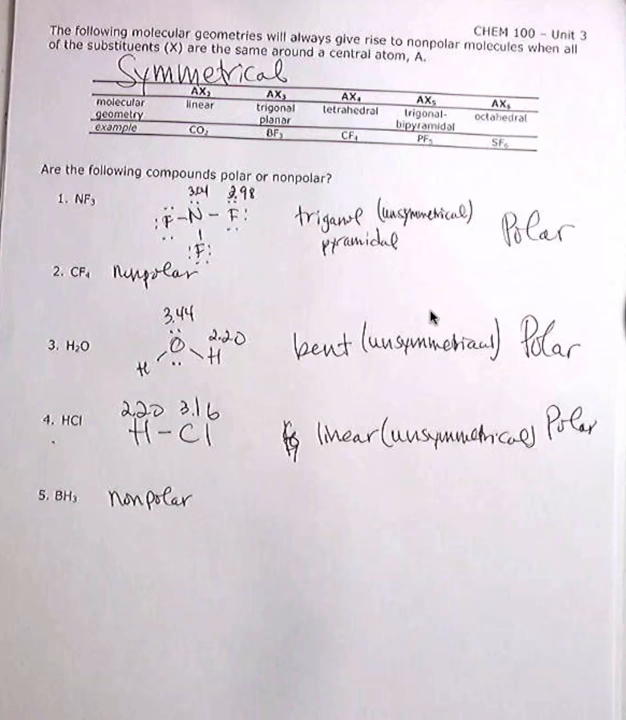 CHEM 100 – Unit 3
The following molecular geometries will always give rise to nonpolar molecules when all
of the substituents (X) are the same around a central atom, A.
Symmetrical
AX₂ AX₃ AX₄ AX₅ AX₆
molecular geometry linear trigonal planar tetrahedral trigonal-bipyramidal octahedral
example CO₂ BF₃ CF₄ PF₅ SF₆
Are the following compounds polar or nonpolar?
3.04 3.98
1. NF₃ :F-N-F: triganol (unsymmetrical) Polar
:F: pyramidal
2. CF₄ nonpolar
3.44
3. H₂O H O H 2.20 bent (unsymmetrical) Polar
2.20 3.16
4. HCl H-Cl linear (unsymmetrical) Polar
5. BH₃ nonpolar